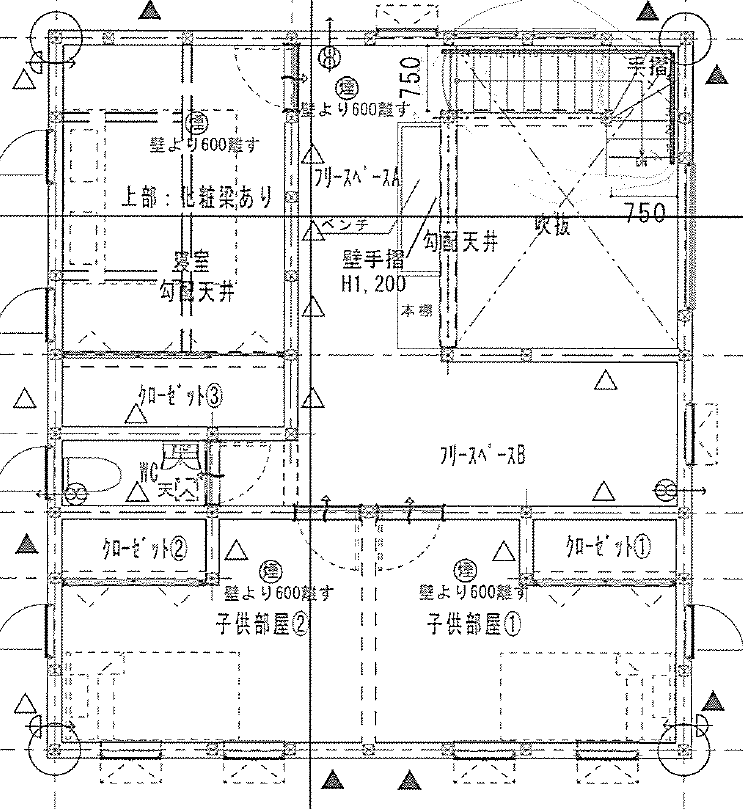 手摺
750
煙
壁より600離す
煙
壁より600離す
フリースペースA
上部：化粧梁あり
750
ベンチ
吹抜
勾配天井
壁手摺
H1,200
寝室
勾配天井
本棚
クローゼット③
フリースペースB
WC
天
クローゼット②
クローゼット①
煙
壁より600離す
煙
壁より600離す
子供部屋②
子供部屋①